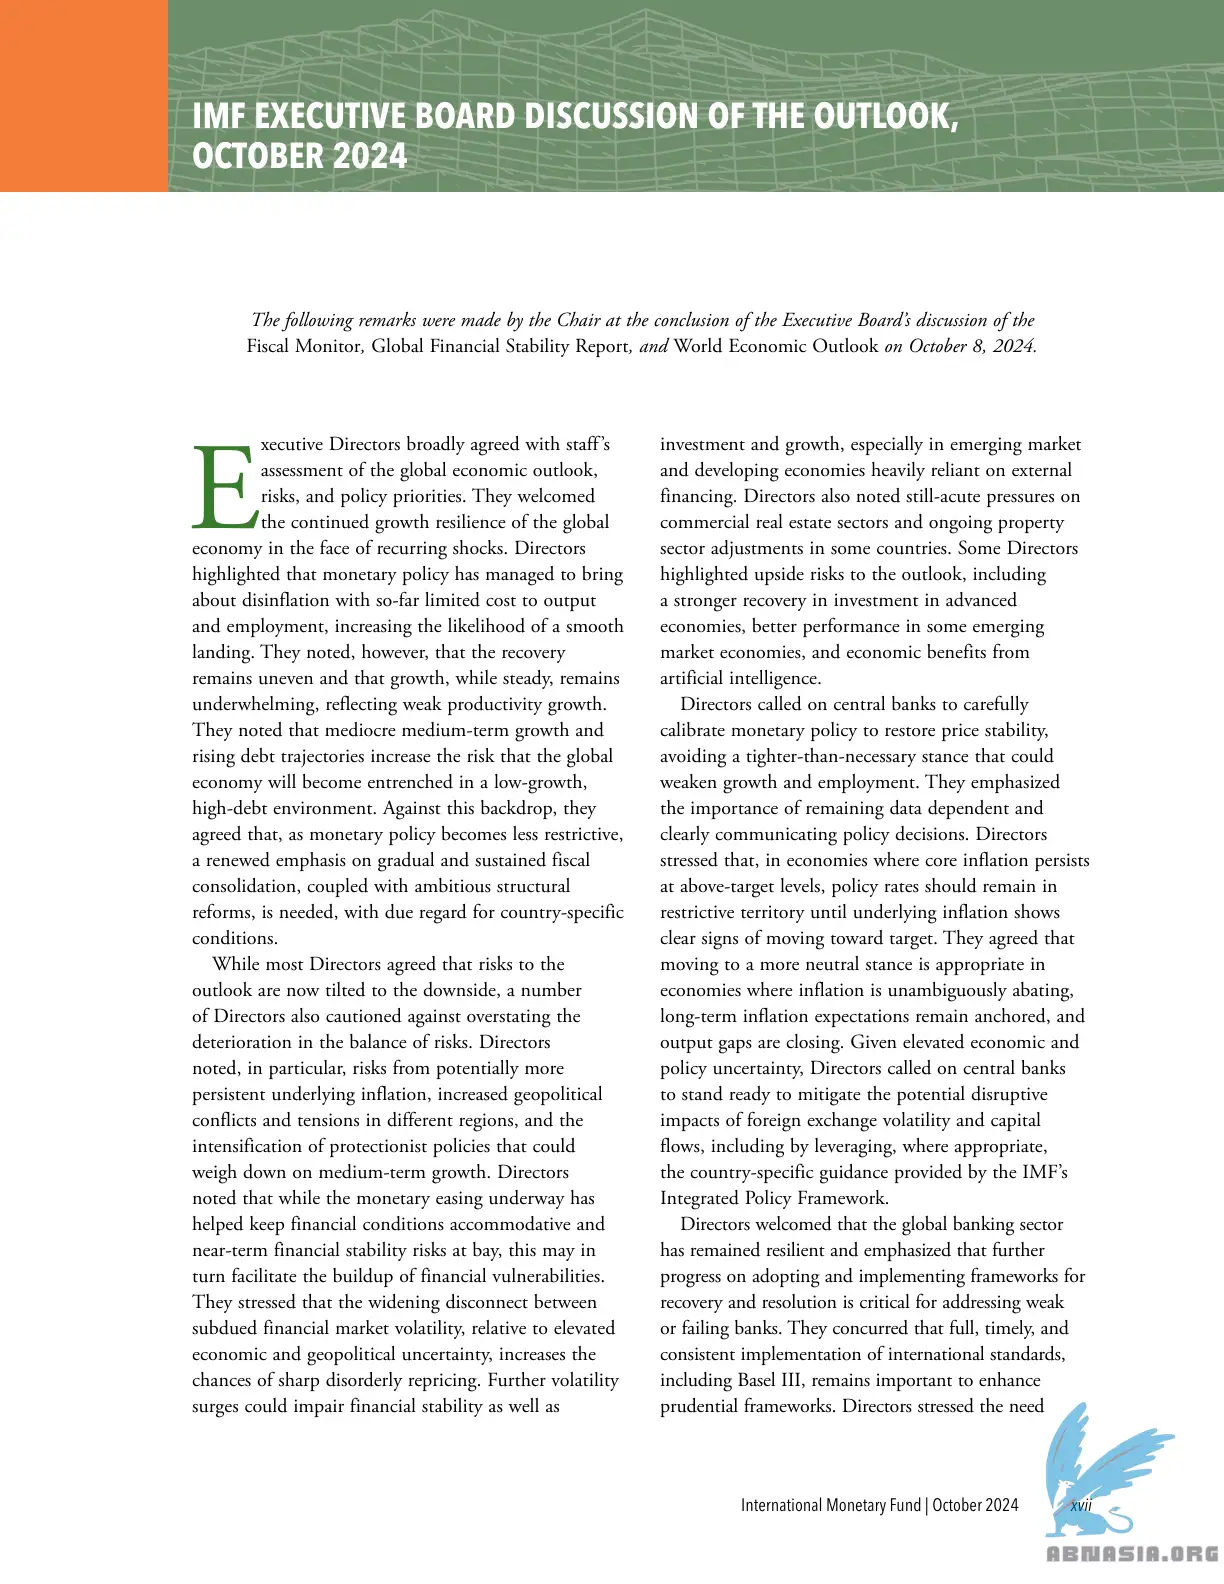 IMF EXECUTIVE BOARD DISCUSSION OF THE OUTLOOK,
OCTOBER 2024
The following remarks were made by the Chair at the conclusion of the Executive Board’s discussion of the
Fiscal Monitor, Global Financial Stability Report, and World Economic Outlook on October 8, 2024.
Executive Directors broadly agreed with staff’s
assessment of the global economic outlook,
risks, and policy priorities. They welcomed
the continued growth resilience of the global
economy in the face of recurring shocks. Directors
highlighted that monetary policy has managed to bring
about disinflation with so-far limited cost to output
and employment, increasing the likelihood of a smooth
landing. They noted, however, that the recovery
remains uneven and that growth, while steady, remains
underwhelming, reflecting weak productivity growth.
They noted that mediocre medium-term growth and
rising debt trajectories increase the risk that the global
economy will become entrenched in a low-growth,
high-debt environment. Against this backdrop, they
agreed that, as monetary policy becomes less restrictive,
a renewed emphasis on gradual and sustained fiscal
consolidation, coupled with ambitious structural
reforms, is needed, with due regard for country-specific
conditions.
While most Directors agreed that risks to the
outlook are now tilted to the downside, a number
of Directors also cautioned against overstating the
deterioration in the balance of risks. Directors
noted, in particular, risks from potentially more
persistent underlying inflation, increased geopolitical
conflicts and tensions in different regions, and the
intensification of protectionist policies that could
weigh down on medium-term growth. Directors
noted that while the monetary easing underway has
helped keep financial conditions accommodative and
near-term financial stability risks at bay, this may in
turn facilitate the buildup of financial vulnerabilities.
They stressed that the widening disconnect between
subdued financial market volatility, relative to elevated
economic and geopolitical uncertainty, increases the
chances of sharp disorderly repricing. Further volatility
surges could impair financial stability as well as
investment and growth, especially in emerging market
and developing economies heavily reliant on external
financing. Directors also noted still-acute pressures on
commercial real estate sectors and ongoing property
sector adjustments in some countries. Some Directors
highlighted upside risks to the outlook, including
a stronger recovery in investment in advanced
economies, better performance in some emerging
market economies, and economic benefits from
artificial intelligence.
Directors called on central banks to carefully
calibrate monetary policy to restore price stability,
avoiding a tighter-than-necessary stance that could
weaken growth and employment. They emphasized
the importance of remaining data dependent and
clearly communicating policy decisions. Directors
stressed that, in economies where core inflation persists
at above-target levels, policy rates should remain in
restrictive territory until underlying inflation shows
clear signs of moving toward target. They agreed that
moving to a more neutral stance is appropriate in
economies where inflation is unambiguously abating,
long-term inflation expectations remain anchored, and
output gaps are closing. Given elevated economic and
policy uncertainty, Directors called on central banks
to stand ready to mitigate the potential disruptive
impacts of foreign exchange volatility and capital
flows, including by leveraging, where appropriate,
the country-specific guidance provided by the IMF’s
Integrated Policy Framework.
Directors welcomed that the global banking sector
has remained resilient and emphasized that further
progress on adopting and implementing frameworks for
recovery and resolution is critical for addressing weak
or failing banks. They concurred that full, timely, and
consistent implementation of international standards,
including Basel III, remains important to enhance
prudential frameworks. Directors stressed the need
International Monetary Fund | October 2024 xvii
ABNASIA.ORG